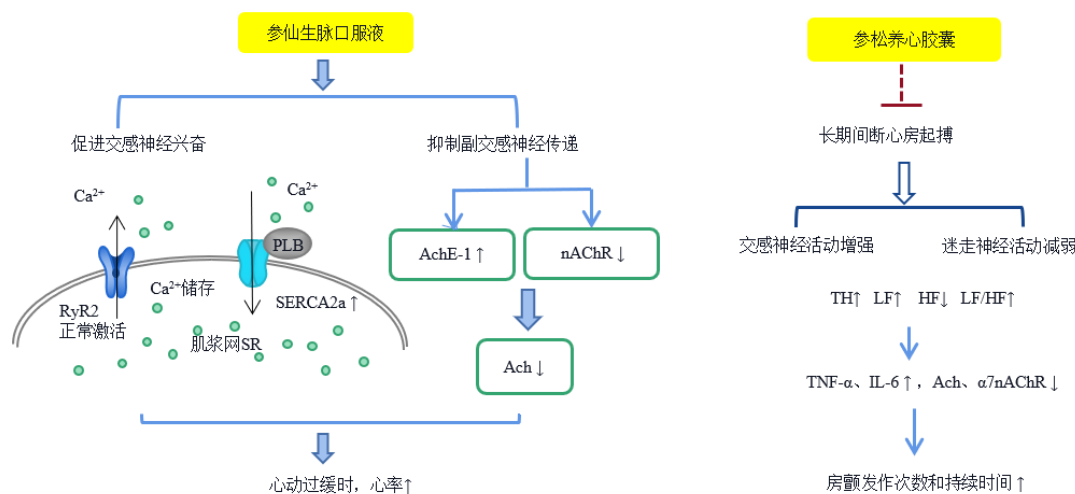 参仙生脉口服液
促进交感神经兴奋
抑制副交感神经传递
Ca²⁺
Ca²⁺
PLB
RyR2
正常激活
Ca²⁺储存
SERCA2a↑
肌浆网SR
AchE-1↑
nAChR↓
Ach↓
心动过缓时，心率↑
参松养心胶囊
长期间断心房起搏
交感神经活动增强
迷走神经活动减弱
TH↑ LF↑ HF↓ LF/HF↑
TNF-α、IL-6↑，Ach、α7nAChR↓
房颤发作次数和持续时间↑